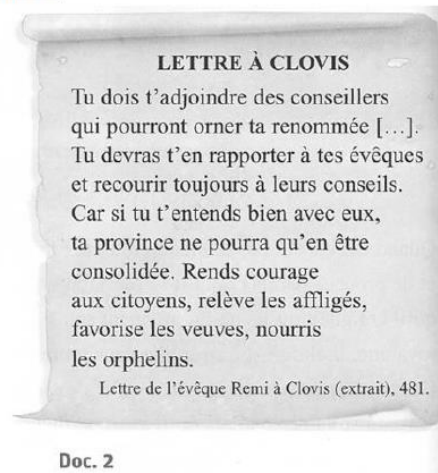 LETTRE À CLOVIS
Tu dois t'adjoindre des conseillers
qui pourront orner ta renommée [...].
Tu devras t'en rapporter à tes évêques
et recourir toujours à leurs conseils.
Car si tu t'entends bien avec eux,
ta province ne pourra qu'en être
consolidée. Rends courage
aux citoyens, relève les affligés,
favorise les veuves, nourris
les orphelins.
Lettre de l'évêque Remi à Clovis (extrait), 481.
Doc. 2